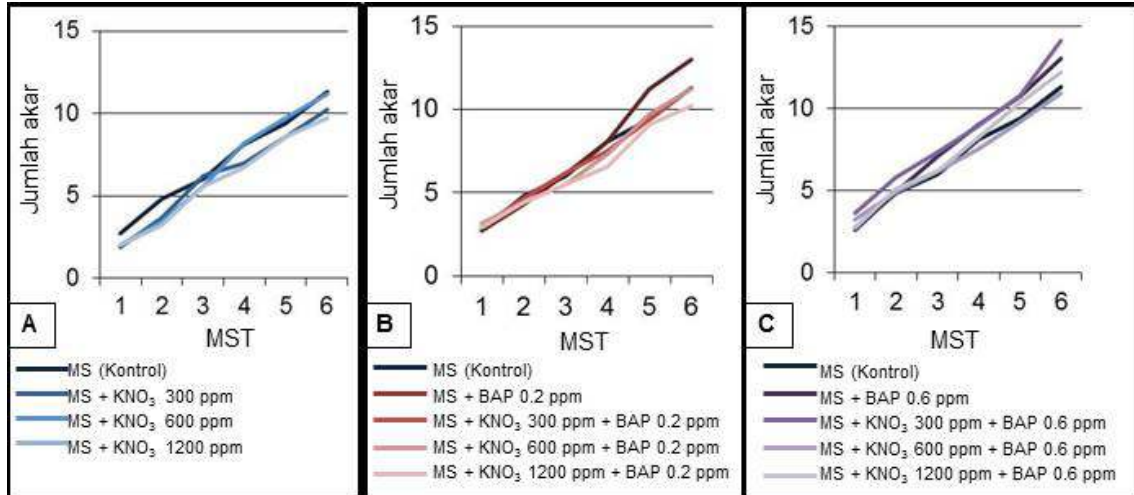 15
10
5
0
Jumlah akar
1 2 3 4 5 6
MST
A
MS (Kontrol)
MS + KNO₃ 300 ppm
MS + KNO₃ 600 ppm
MS + KNO₃ 1200 ppm
15
10
5
0
Jumlah akar
1 2 3 4 5 6
MST
B
MS (Kontrol)
MS + BAP 0.2 ppm
MS + KNO₃ 300 ppm + BAP 0.2 ppm
MS + KNO₃ 600 ppm + BAP 0.2 ppm
MS + KNO₃ 1200 ppm + BAP 0.2 ppm
15
10
5
0
Jumlah akar
1 2 3 4 5 6
MST
C
MS (Kontrol)
MS + BAP 0.6 ppm
MS + KNO₃ 300 ppm + BAP 0.6 ppm
MS + KNO₃ 600 ppm + BAP 0.6 ppm
MS + KNO₃ 1200 ppm + BAP 0.6 ppm